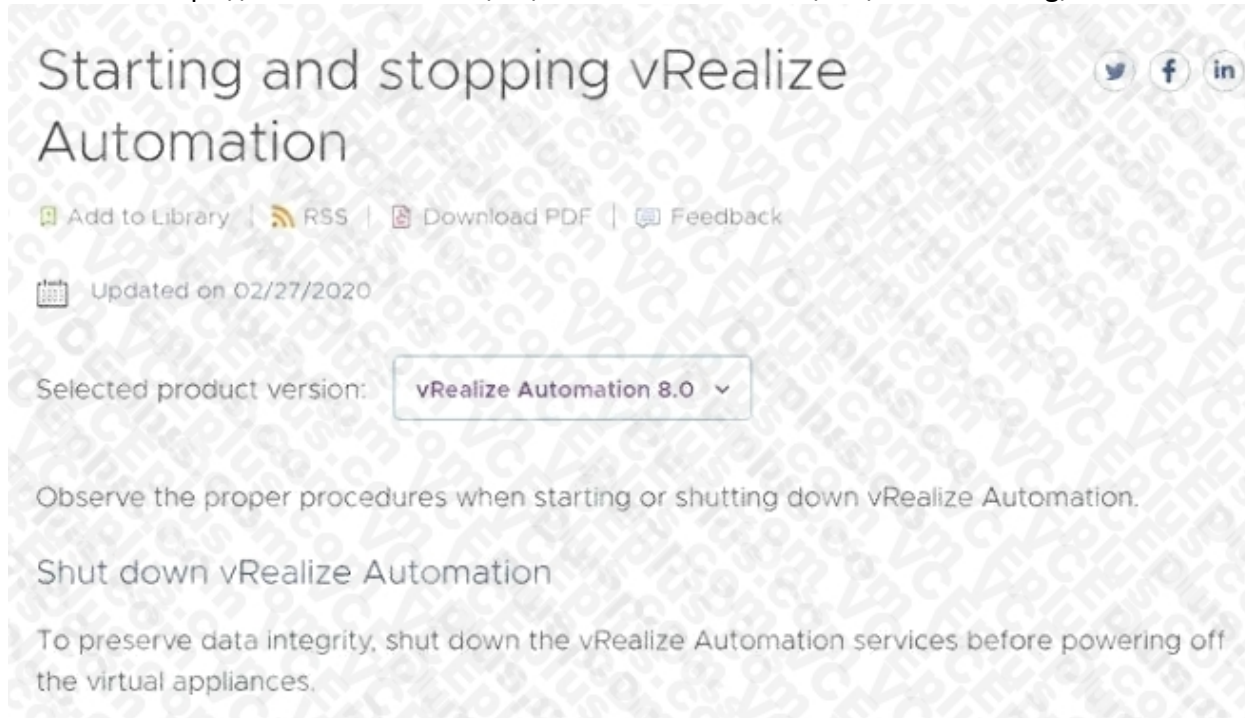 Starting and stopping vRealize
Automation
Add to Library | RSS | Download PDF | Feedback
Updated on 02/27/2020
Selected product version: vRealize Automation 8.0
Observe the proper procedures when starting or shutting down vRealize Automation.
Shut down vRealize Automation
To preserve data integrity, shut down the vRealize Automation services before powering off
the virtual appliances.